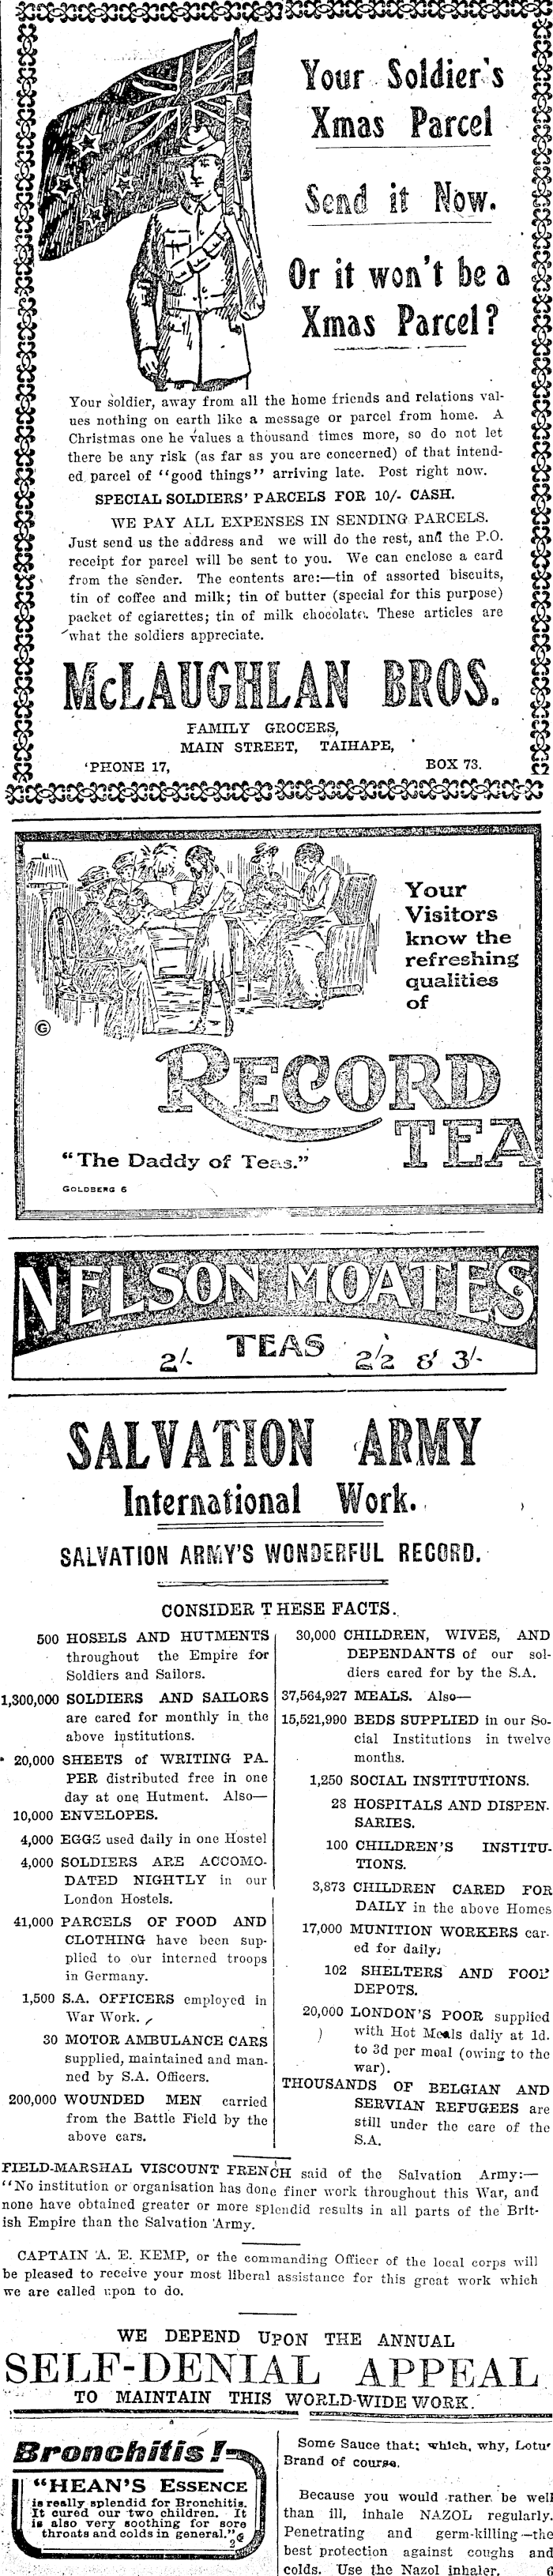 Your Soldier's
Xmas Parcel
Send it Now.
Or it won't be a
Xmas Parcel?
Your soldier, away from all the home friends and relations val-
ues nothing on earth like a message or parcel from home. A
Christmas one he values a thousand times more, so do not let
there be any risk (as far as you are concerned) of that intend-
ed parcel of "good things" arriving late. Post right now.
SPECIAL SOLDIERS' PARCELS FOR 10/- CASH.
WE PAY ALL EXPENSES IN SENDING PARCELS.
Just send us the address and we will do the rest, and the P.O.
receipt for parcel will be sent to you. We can enclose a card
from the sender. The contents are:—tin of assorted biscuits,
tin of coffee and milk; tin of butter (special for this purpose)
packet of cgiarettes; tin of milk chocolate. These articles are
what the soldiers appreciate.
McLAUGHLAN BROS.
FAMILY GROCERS,
MAIN STREET, TAIHAPE,
'PHONE 17, BOX 73.
Your
Visitors
know the
refreshing
qualities
of
G
RECORD
TEA
"The Daddy of Teas."
GOLDBERG 6
NELSON MOATE'S
TEAS
2/- 2/2 & 3/-
SALVATION ARMY
International Work.
SALVATION ARMY'S WONDERFUL RECORD.
CONSIDER THESE FACTS.
500 HOSELS AND HUTMENTS
throughout the Empire for
Soldiers and Sailors.
1,300,000 SOLDIERS AND SAILORS
are cared for monthly in the
above institutions.
20,000 SHEETS of WRITING PA-
PER distributed free in one
day at one Hutment. Also—
10,000 ENVELOPES.
4,000 EGGS used daily in one Hostel
4,000 SOLDIERS ARE ACCOMO-
DATED NIGHTLY in our
London Hostels.
41,000 PARCELS OF FOOD AND
CLOTHING have been sup-
plied to our interned troops
in Germany.
1,500 S.A. OFFICERS employed in
War Work.
30 MOTOR AMBULANCE CARS
supplied, maintained and man-
ned by S.A. Officers.
200,000 WOUNDED MEN carried
from the Battle Field by the
above cars.
30,000 CHILDREN, WIVES, AND
DEPENDANTS of our sol-
diers cared for by the S.A.
37,564,927 MEALS. Also—
15,521,990 BEDS SUPPLIED in our So-
cial Institutions in twelve
months.
1,250 SOCIAL INSTITUTIONS.
28 HOSPITALS AND DISPEN-
SARIES.
100 CHILDREN'S INSTITU-
TIONS.
3,873 CHILDREN CARED FOR
DAILY in the above Homes
17,000 MUNITION WORKERS car-
ed for daily
102 SHELTERS AND FOOD
DEPOTS.
20,000 LONDON'S POOR supplied
with Hot Meals daliy at 1d.
to 3d per meal (owing to the
war).
THOUSANDS OF BELGIAN AND
SERVIAN REFUGEES are
still under the care of the
S.A.
FIELD-MARSHAL VISCOUNT FRENCH said of the Salvation Army:—
"No institution or organisation has done finer work throughout this War, and
none have obtained greater or more splendid results in all parts of the Brit-
ish Empire than the Salvation Army.
CAPTAIN A. E. KEMP, or the commanding Officer of the local corps will
be pleased to receive your most liberal assistance for this great work which
we are called upon to do.
WE DEPEND UPON THE ANNUAL
SELF-DENIAL APPEAL
TO MAINTAIN THIS WORLD-WIDE WORK.
Bronchitis!
"HEAN'S ESSENCE
is really splendid for Bronchitis.
It cured our two children. It
is also very soothing for sore
throats and colds in general."
2
Some Sauce that; which, why, Lotu'
Brand of course.
Because you would rather be well
than ill, inhale NAZOL regularly.
Penetrating and germ-killing—the
best protection against coughs and
colds. Use the Nazol inhaler. 6